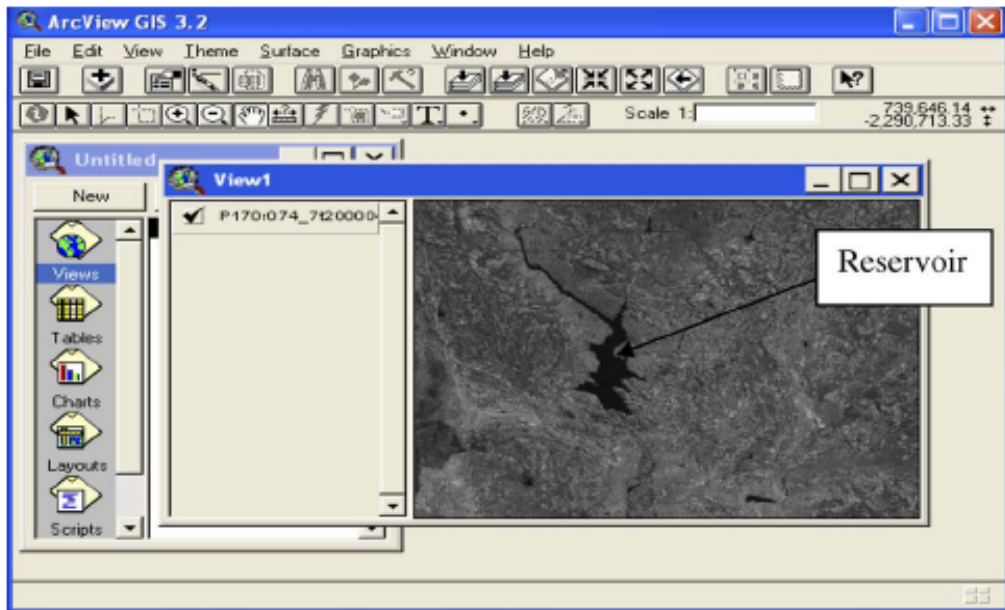 ArcView GIS 3.2
File Edit View Theme Surface Graphics Window Help
Scale 1:
739,646.14
-2,290,713.33
Untitled
New
View1
P170r074_7t20000
Views
Tables
Charts
Layouts
Scripts
Reservoir